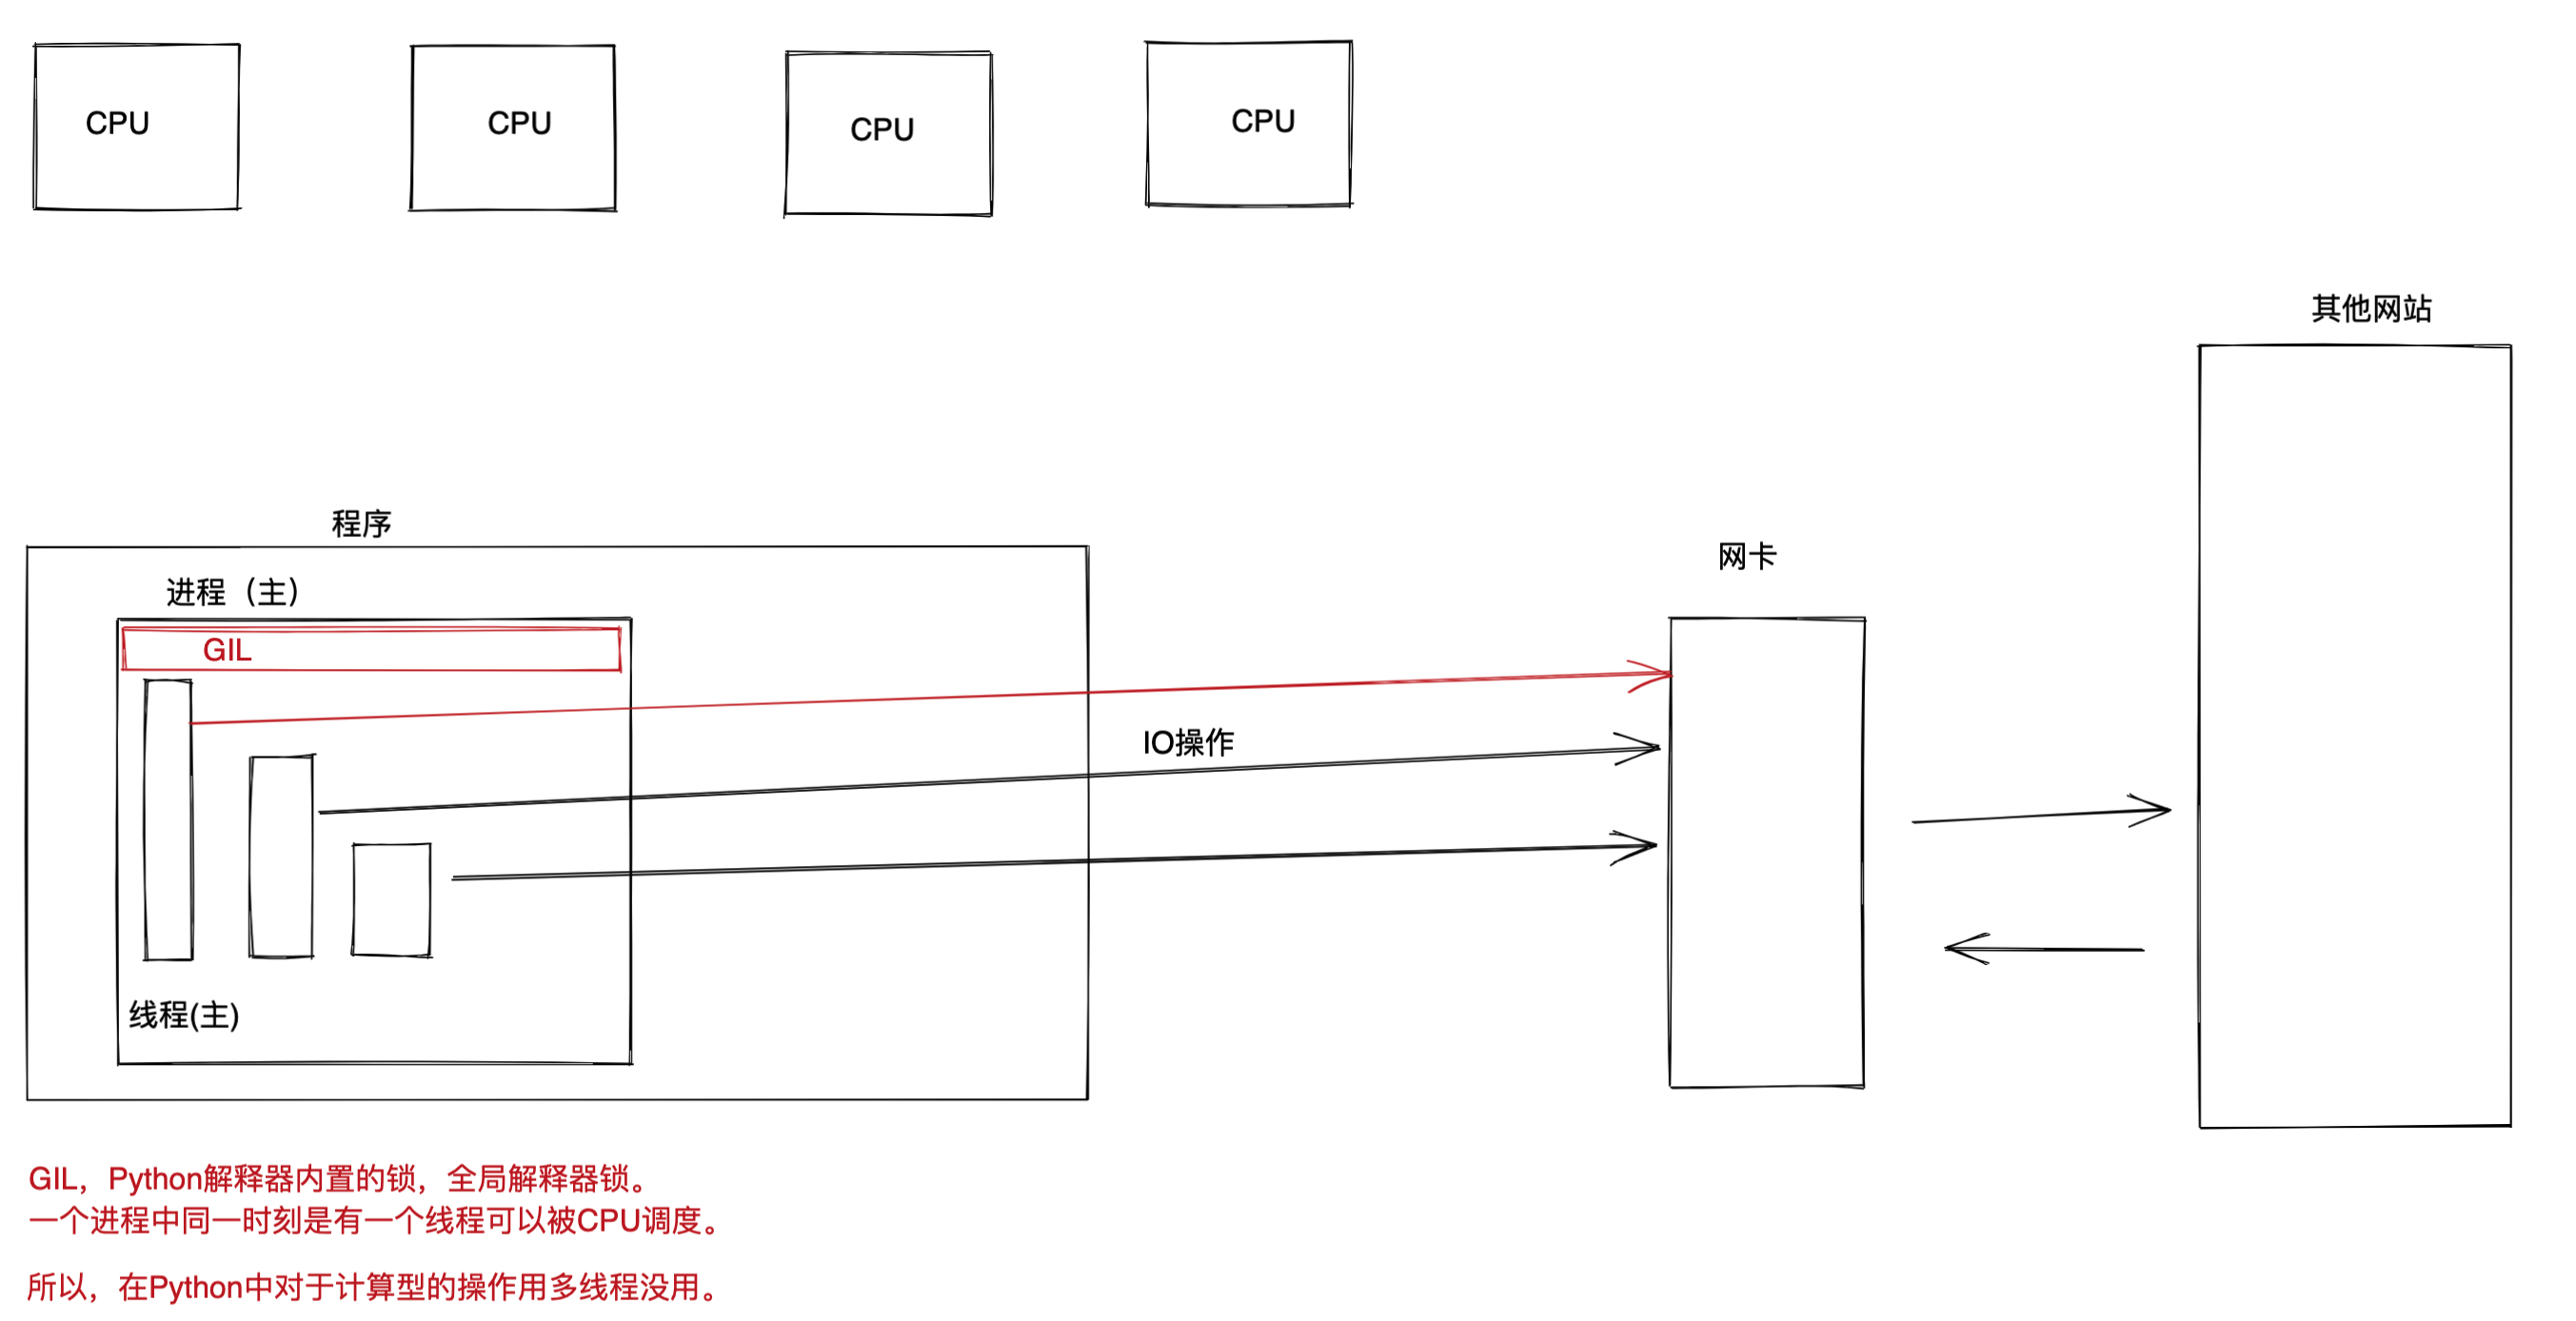 CPU
CPU
CPU
CPU
其他网站
程序
网卡
进程（主）
GIL
IO操作
线程(主)
GIL，Python解释器内置的锁，全局解释器锁。
一个进程中同一时刻是有一个线程可以被CPU调度。
所以，在Python中对于计算型的操作用多线程没用。